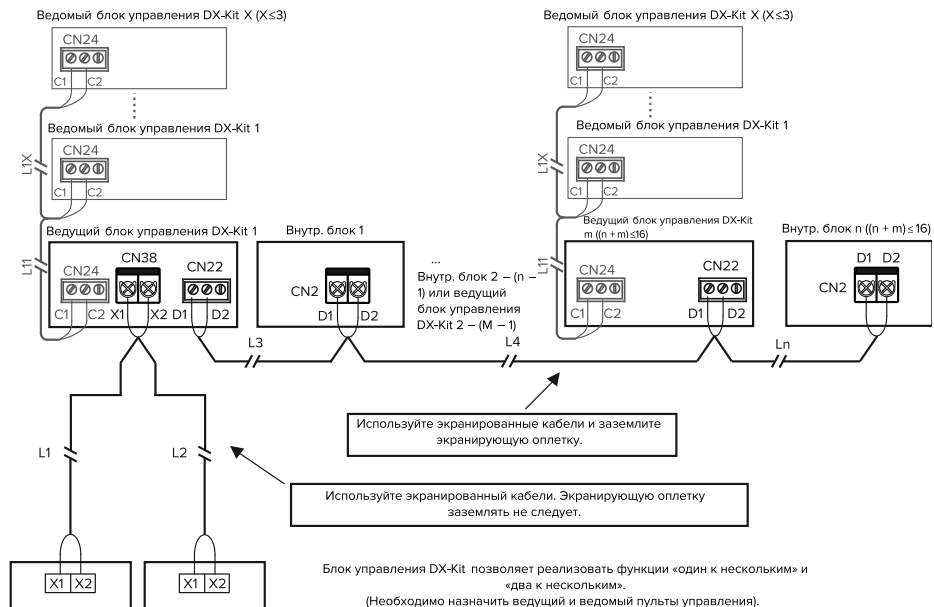 Ведомый блок управления DX-Kit X (X≤3)
CN24
C1 C2
Ведомый блок управления DX-Kit 1
CN24
C1 C2
L1X
Ведущий блок управления DX-Kit 1
CN24
CN38
CN22
C1 C2 X1 X2 D1 D2
L11
Внутр. блок 1
CN2
D1 D2
...
Внутр. блок 2 – (n –
1) или ведущий
блок управления
DX-Kit 2 – (M – 1)
Ведомый блок управления DX-Kit X (X≤3)
CN24
C1 C2
Ведомый блок управления DX-Kit 1
CN24
C1 C2
L1X
Ведущий блок управления DX-Kit
m ((n + m)≤16)
CN24
CN22
C1 C2 D1 D2
L11
Внутр. блок n ((n + m)≤16)
D1 D2
CN2
L3
L4
Ln
Используйте экранированные кабели и заземлите
экранирующую оплетку.
L1
L2
Используйте экранированный кабели. Экранирующую оплетку
заземлять не следует.
X1 X2
X1 X2
Блок управления DX-Kit позволяет реализовать функции «один к нескольким» и
«два к нескольким».
(Необходимо назначить ведущий и ведомый пульты управления).